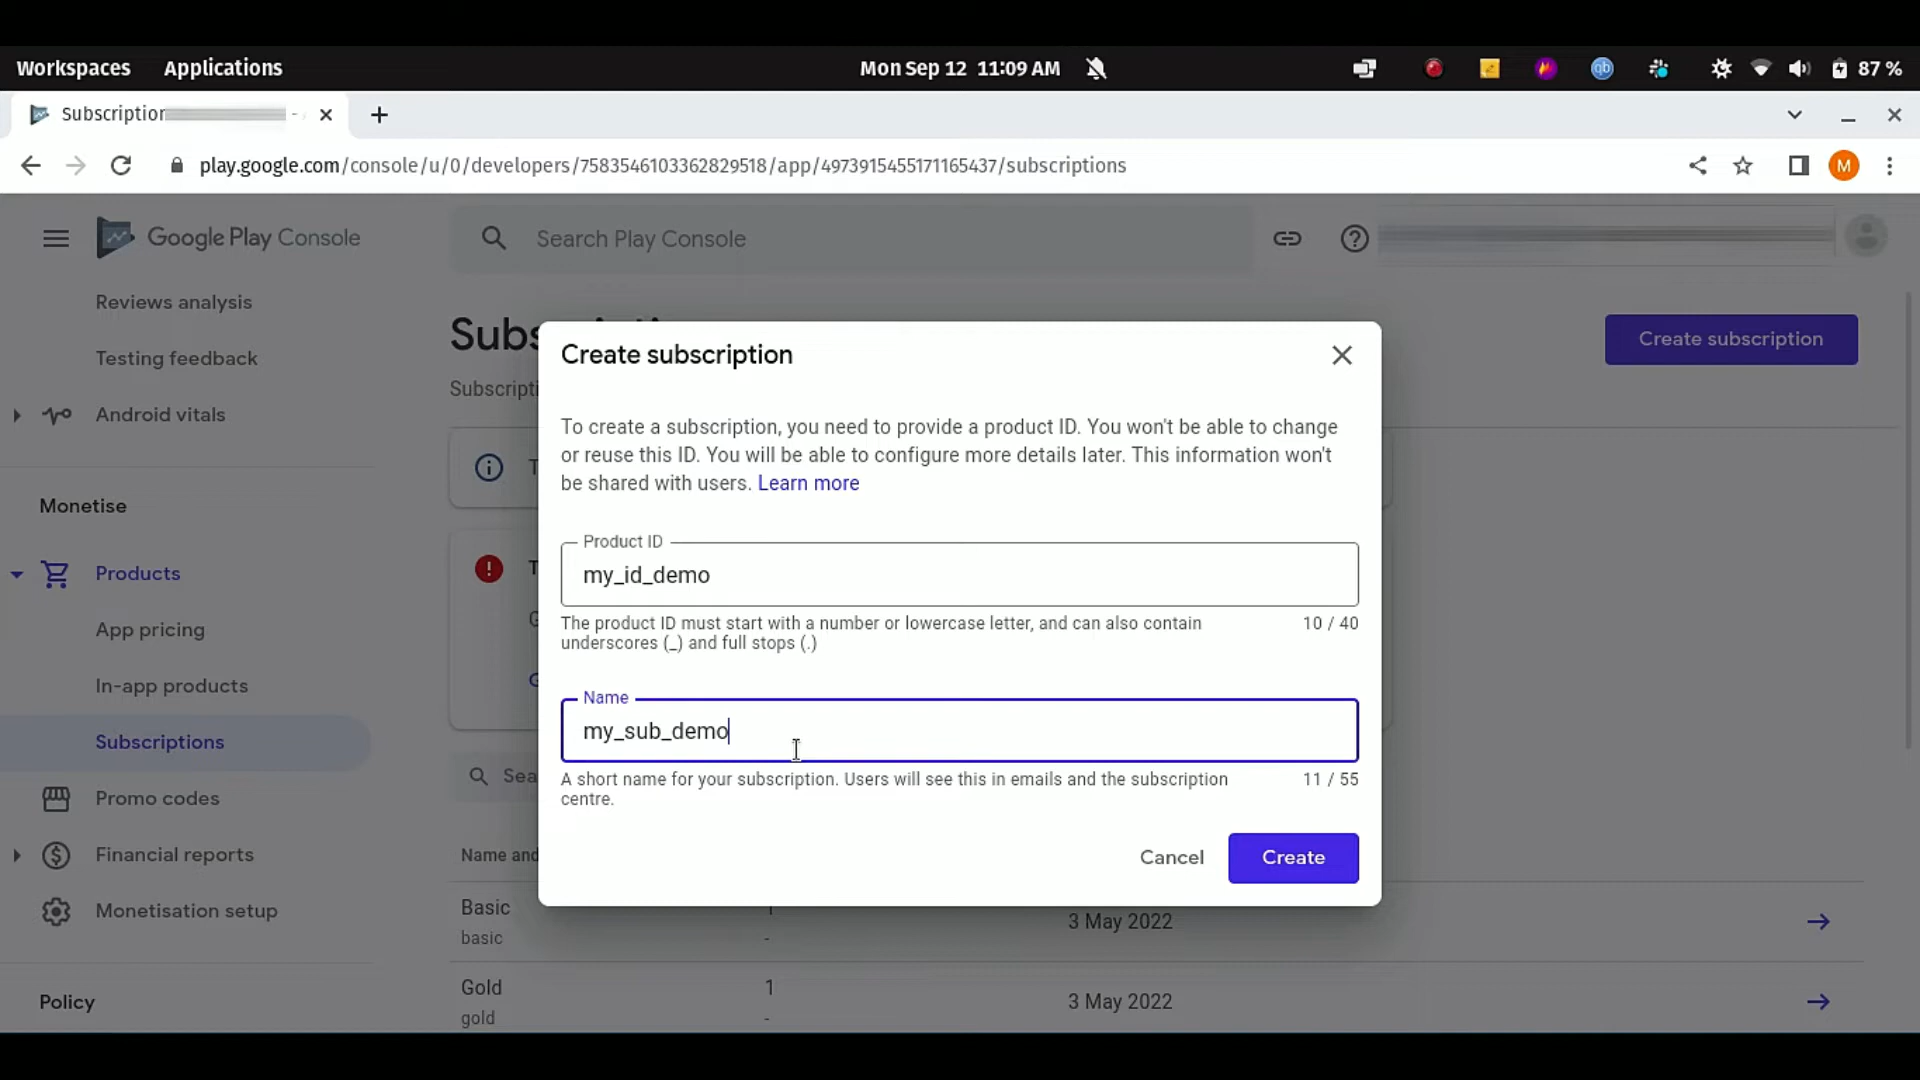 Workspaces Applications Mon Sep 12 11:09 AM 87 %
Subscription -
play.google.com/console/u/0/developers/7583546103362829518/app/4973915455171165437/subscriptions M
Google Play Console
Search Play Console
Reviews analysis
Testing feedback
Android vitals
Monetise
Products
App pricing
In-app products
Subscriptions
Promo codes
Financial reports
Monetisation setup
Policy
Create subscription
Create subscription
To create a subscription, you need to provide a product ID. You won't be able to change
or reuse this ID. You will be able to configure more details later. This information won't
be shared with users. Learn more
Product ID
my_id_demo
The product ID must start with a number or lowercase letter, and can also contain
underscores (_) and full stops (.)
10 / 40
Name
my_sub_demo
A short name for your subscription. Users will see this in emails and the subscription
centre.
11 / 55
Cancel Create
Name and
Basic 3 May 2022
basic -
Gold 1 3 May 2022
gold -